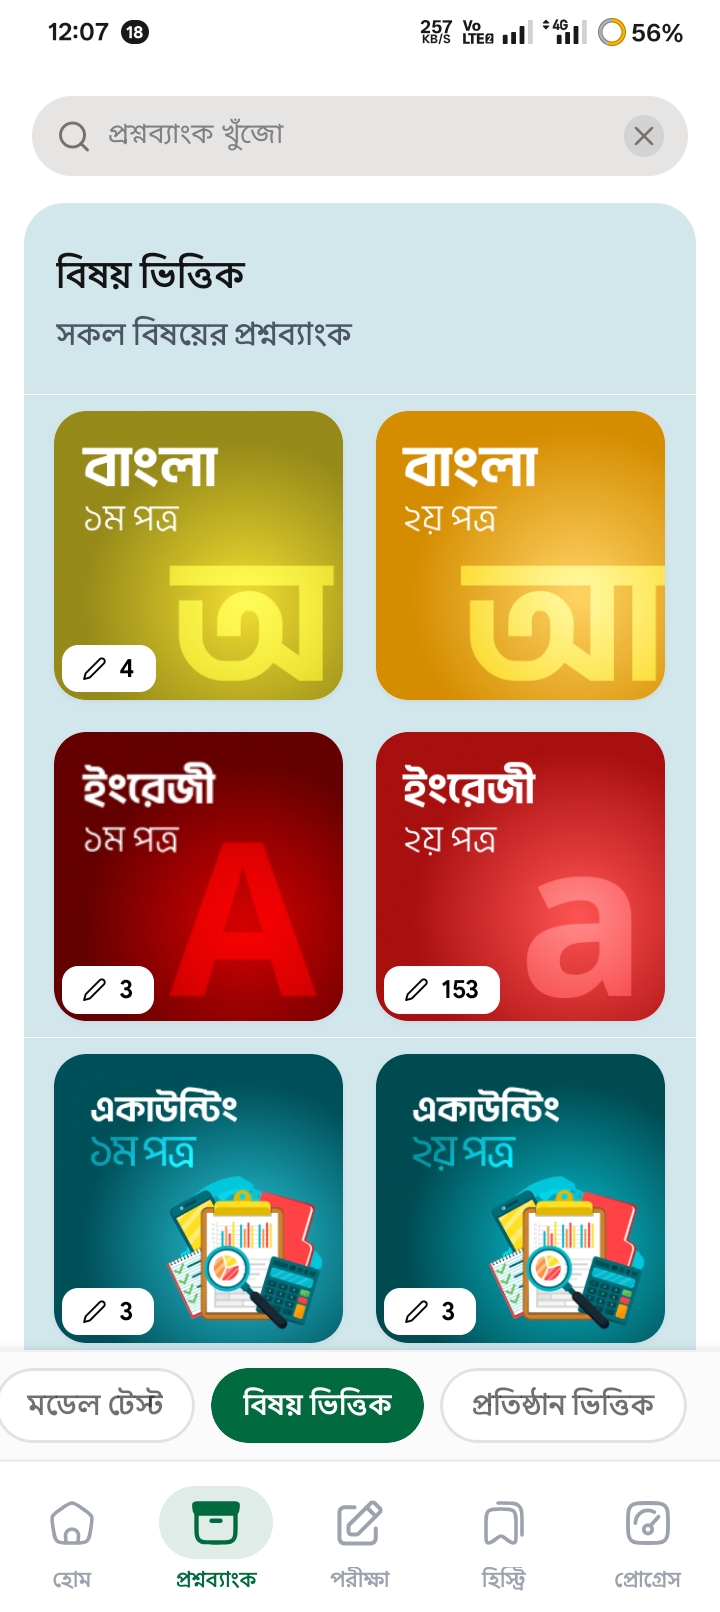 12:07 18 257 KB/S Vo LTE2 4G 56%
প্রশ্নব্যাংক খুঁজো
বিষয় ভিত্তিক
সকল বিষয়ের প্রশ্নব্যাংক
বাংলা
১ম পত্র
অ
4
বাংলা
২য় পত্র
আ
ইংরেজী
১ম পত্র
A
3
ইংরেজী
২য় পত্র
a
153
একাউন্টিং
১ম পত্র
3
একাউন্টিং
২য় পত্র
3
মডেল টেস্ট
বিষয় ভিত্তিক
প্রতিষ্ঠান ভিত্তিক
হোম
প্রশ্নব্যাংক
পরীক্ষা
হিস্ট্রি
প্রোগ্রেস